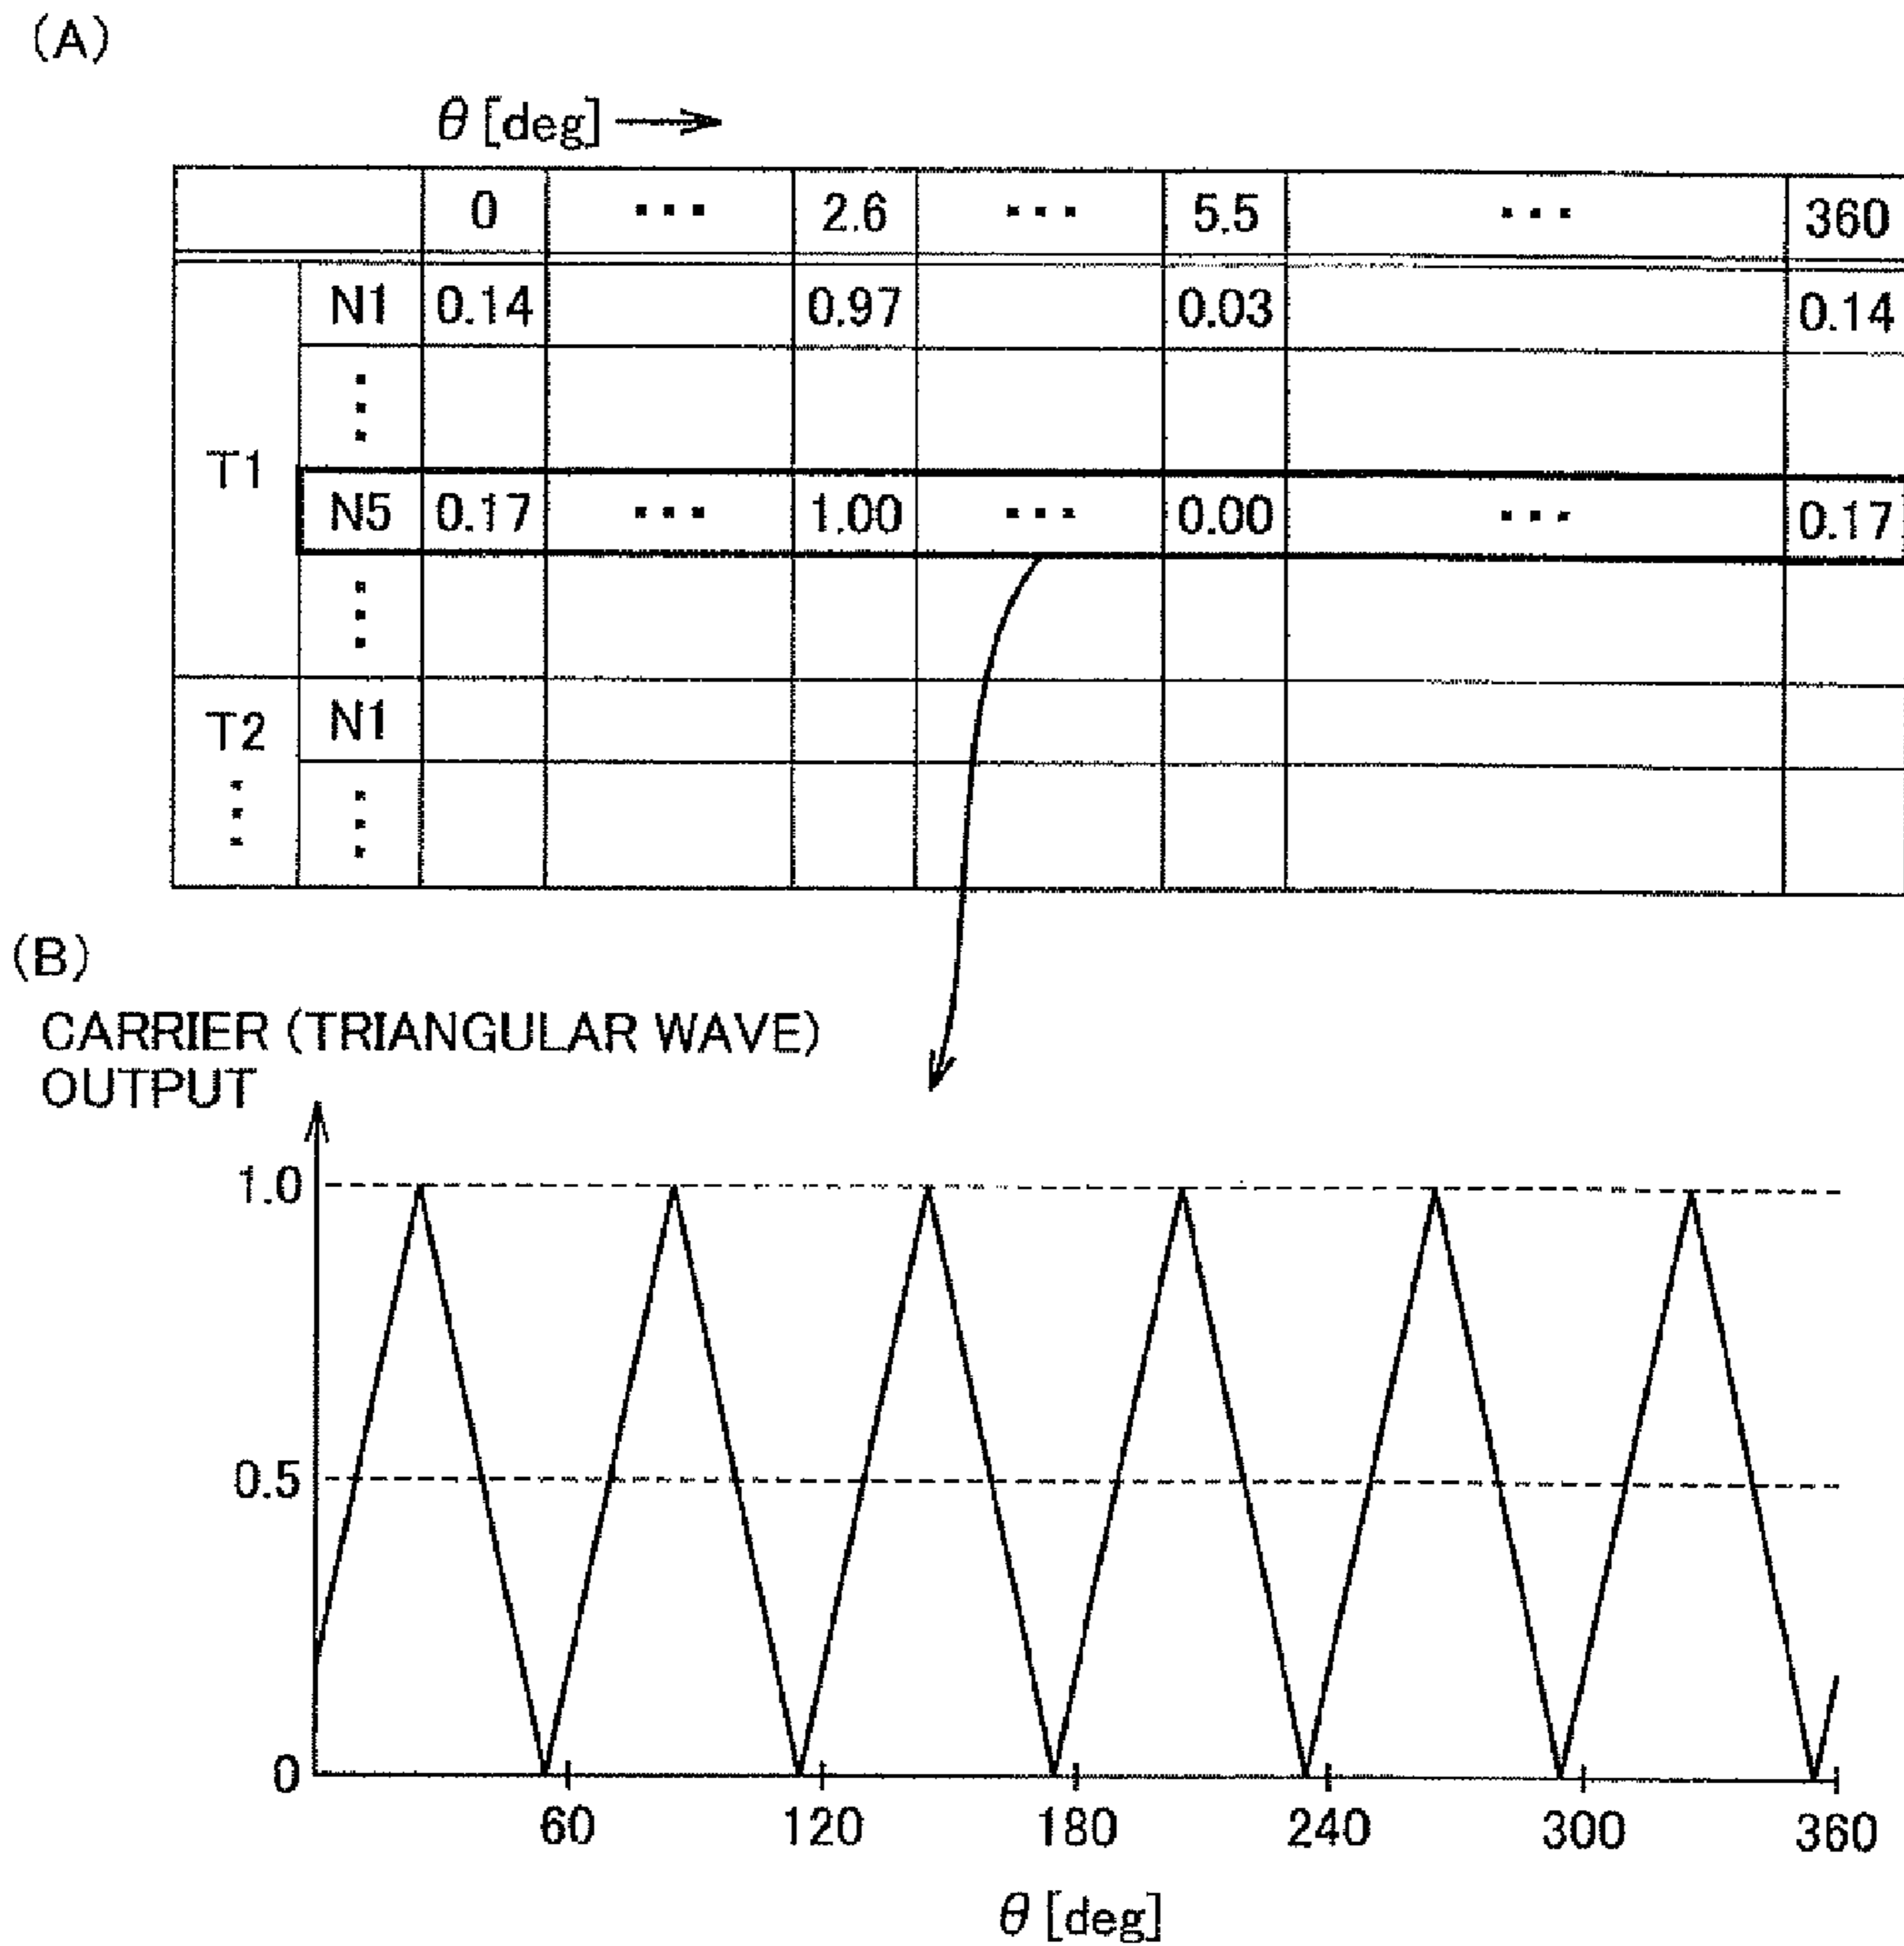 (A)
θ [deg]
0 ··· 2.6 ··· 5.5 ··· 360
T1
N1 0.14 0.97 0.03 0.14
N5 0.17 ··· 1.00 ··· 0.00 ··· 0.17
T2
N1
(B)
CARRIER (TRIANGULAR WAVE)
OUTPUT
1.0
0.5
0
60 120 180 240 300 360
θ [deg]